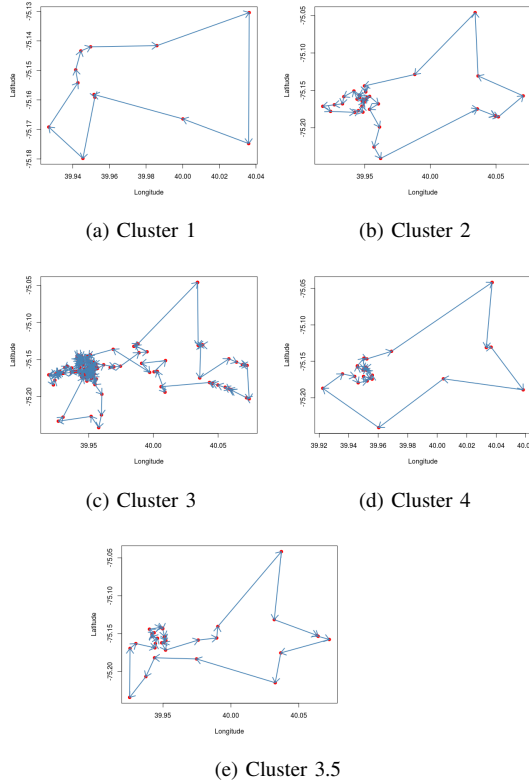 -75.13
-75.14
-75.15
-75.16
-75.17
-75.18
Latitude
39.94 39.96 39.98 40.00 40.02 40.04
Longitude
(a) Cluster 1
-75.05
-75.10
-75.15
-75.20
Latitude
39.95 40.00 40.05
Longitude
(b) Cluster 2
-75.05
-75.10
-75.15
-75.20
Latitude
39.95 40.00 40.05
Longitude
(c) Cluster 3
-75.05
-75.10
-75.15
-75.20
Latitude
39.92 39.94 39.96 39.98 40.00 40.02 40.04 40.0
Longitude
(d) Cluster 4
-75.05
-75.10
-75.15
-75.20
Latitude
39.95 40.00 40.05
Longitude
(e) Cluster 3.5